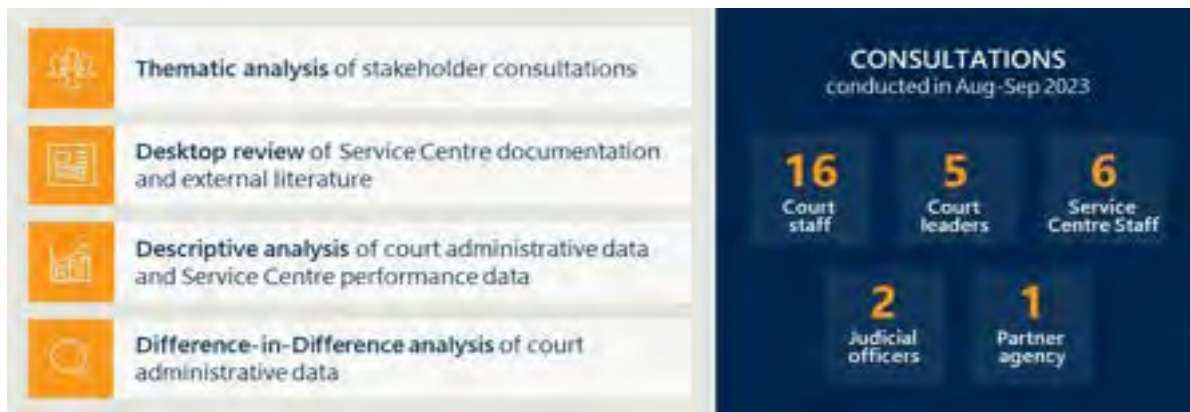 Thematic analysis of stakeholder consultations
Desktop review of Service Centre documentation
and external literature
Descriptive analysis of court administrative data
and Service Centre performance data
Difference-in-Difference analysis of court
administrative data
CONSULTATIONS
conducted in Aug-Sep 2023
16
Court
staff
5
Court
leaders
6
Service
Centre Staff
2
Judicial
officers
1
Partner
agency